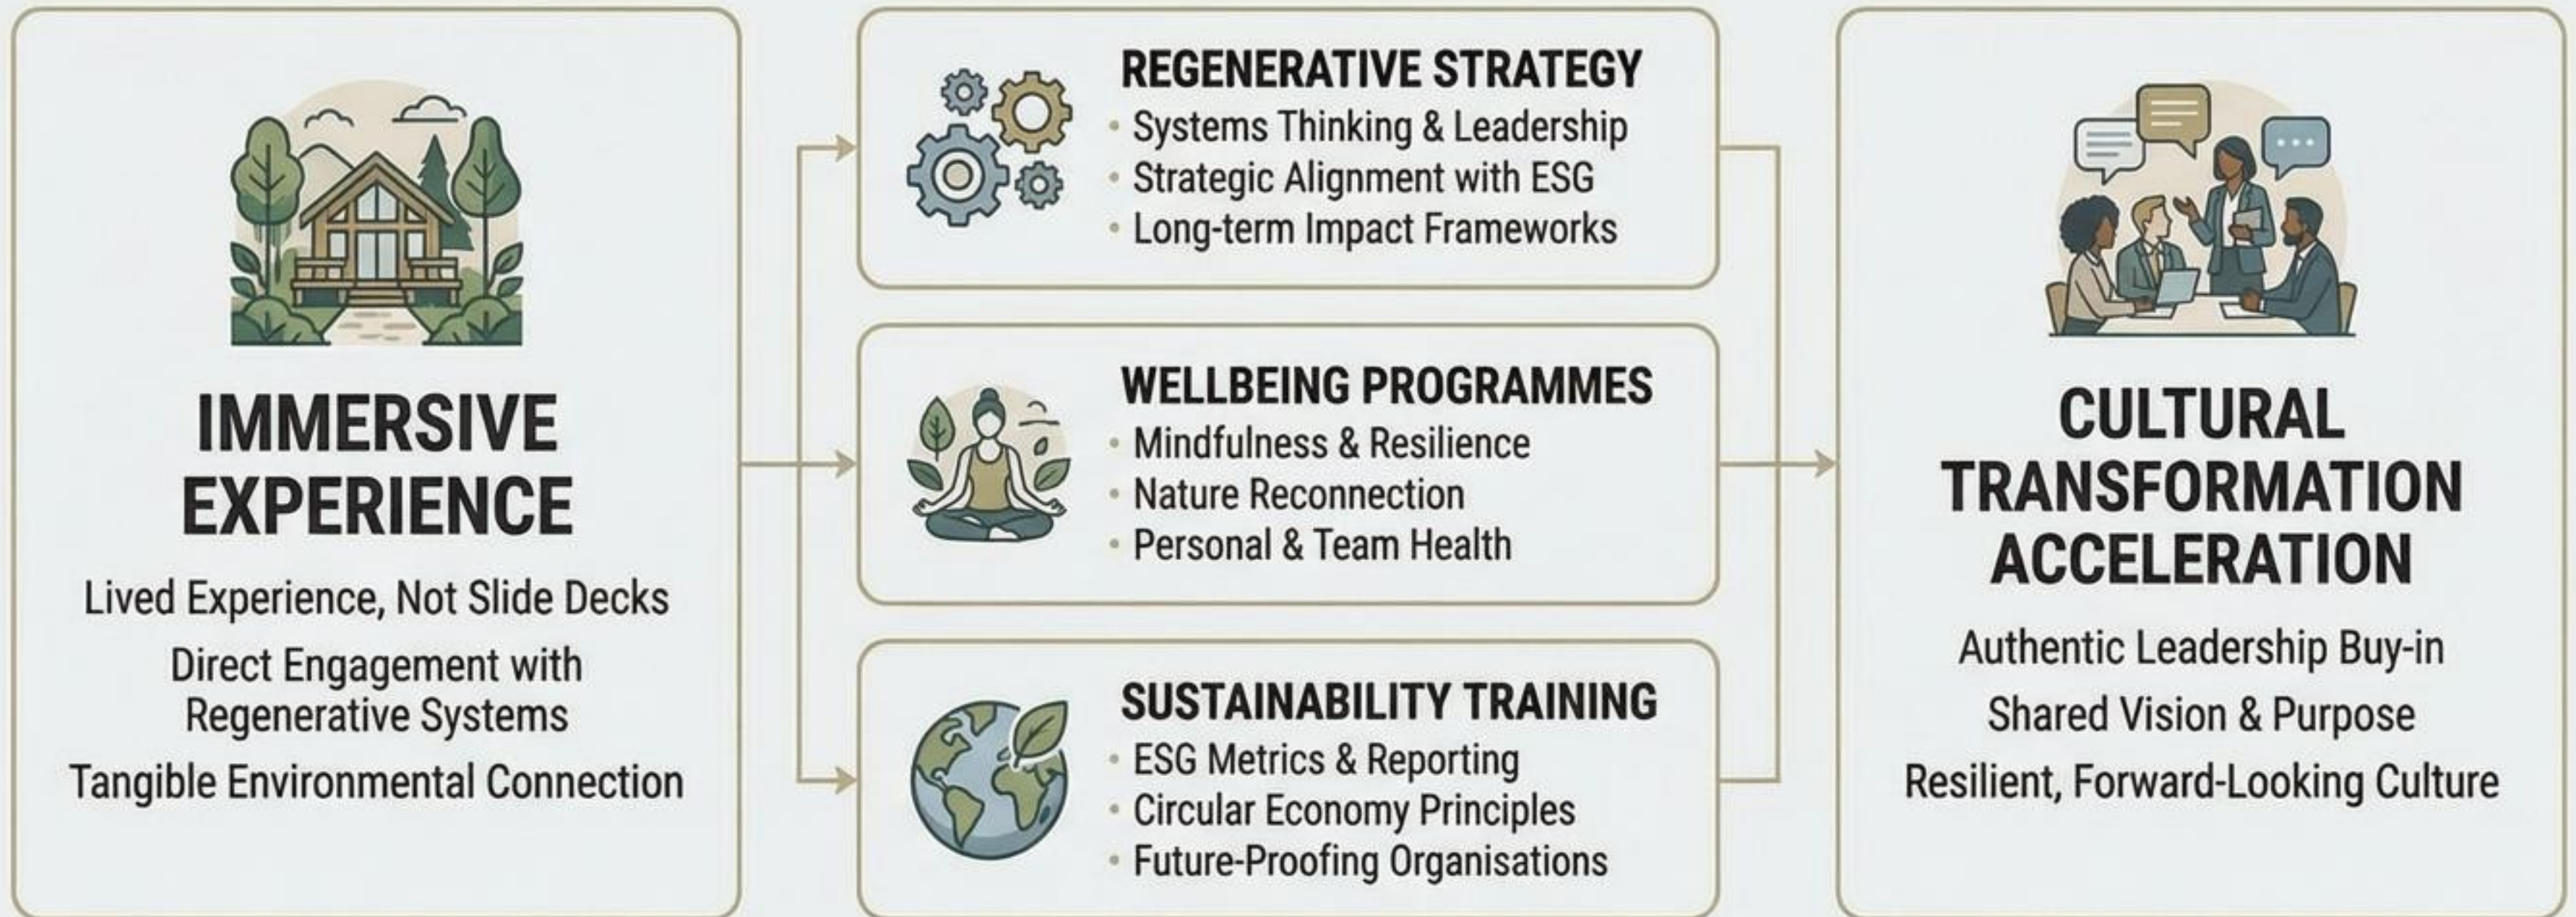 IMMERSIVE
EXPERIENCE
Lived Experience, Not Slide Decks
Direct Engagement with
Regenerative Systems
Tangible Environmental Connection
REGENERATIVE STRATEGY
• Systems Thinking & Leadership
• Strategic Alignment with ESG
• Long-term Impact Frameworks
WELLBEING PROGRAMMES
• Mindfulness & Resilience
• Nature Reconnection
• Personal & Team Health
SUSTAINABILITY TRAINING
• ESG Metrics & Reporting
• Circular Economy Principles
• Future-Proofing Organisations
CULTURAL
TRANSFORMATION
ACCELERATION
Authentic Leadership Buy-in
Shared Vision & Purpose
Resilient, Forward-Looking Culture